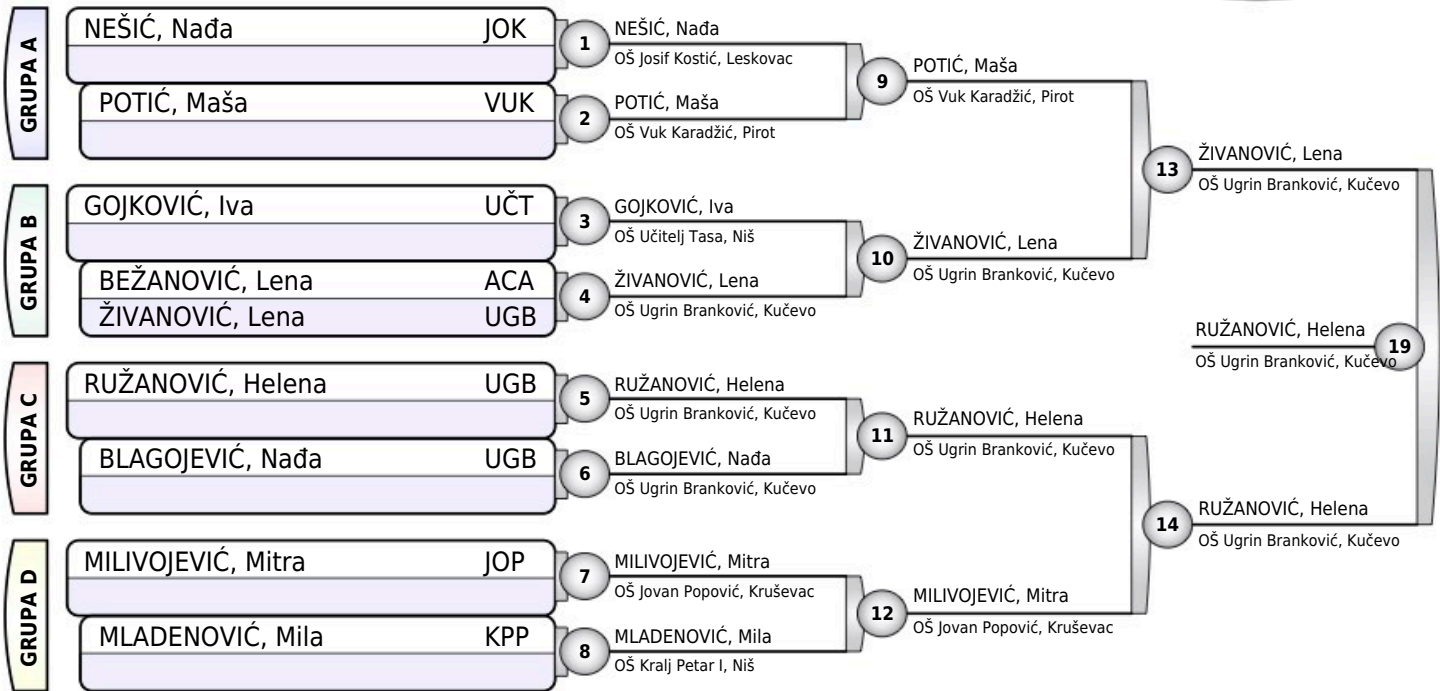 GRUPA A
NEŠIĆ, Nađa JOK
POTIĆ, Maša VUK
GRUPA B
GOJKOVIĆ, Iva UČT
BEŽANOVIĆ, Lena ACA
ŽIVANOVIĆ, Lena UGB
GRUPA C
RUŽANOVIĆ, Helena UGB
BLAGOJEVIĆ, Nađa UGB
GRUPA D
MILIVOJEVIĆ, Mitra JOP
MLADENOVIĆ, Mila KPP
1
NEŠIĆ, Nađa
OŠ Josif Kostić, Leskovac
2
POTIĆ, Maša
OŠ Vuk Karadžić, Pirot
3
GOJKOVIĆ, Iva
OŠ Učitelj Tasa, Niš
4
ŽIVANOVIĆ, Lena
OŠ Ugrin Branković, Kučevo
5
RUŽANOVIĆ, Helena
OŠ Ugrin Branković, Kučevo
6
BLAGOJEVIĆ, Nađa
OŠ Ugrin Branković, Kučevo
7
MILIVOJEVIĆ, Mitra
OŠ Jovan Popović, Kruševac
8
MLADENOVIĆ, Mila
OŠ Kralj Petar I, Niš
9
POTIĆ, Maša
OŠ Vuk Karadžić, Pirot
10
ŽIVANOVIĆ, Lena
OŠ Ugrin Branković, Kučevo
11
RUŽANOVIĆ, Helena
OŠ Ugrin Branković, Kučevo
12
MILIVOJEVIĆ, Mitra
OŠ Jovan Popović, Kruševac
13
ŽIVANOVIĆ, Lena
OŠ Ugrin Branković, Kučevo
14
RUŽANOVIĆ, Helena
OŠ Ugrin Branković, Kučevo
RUŽANOVIĆ, Helena
OŠ Ugrin Branković, Kučevo
19